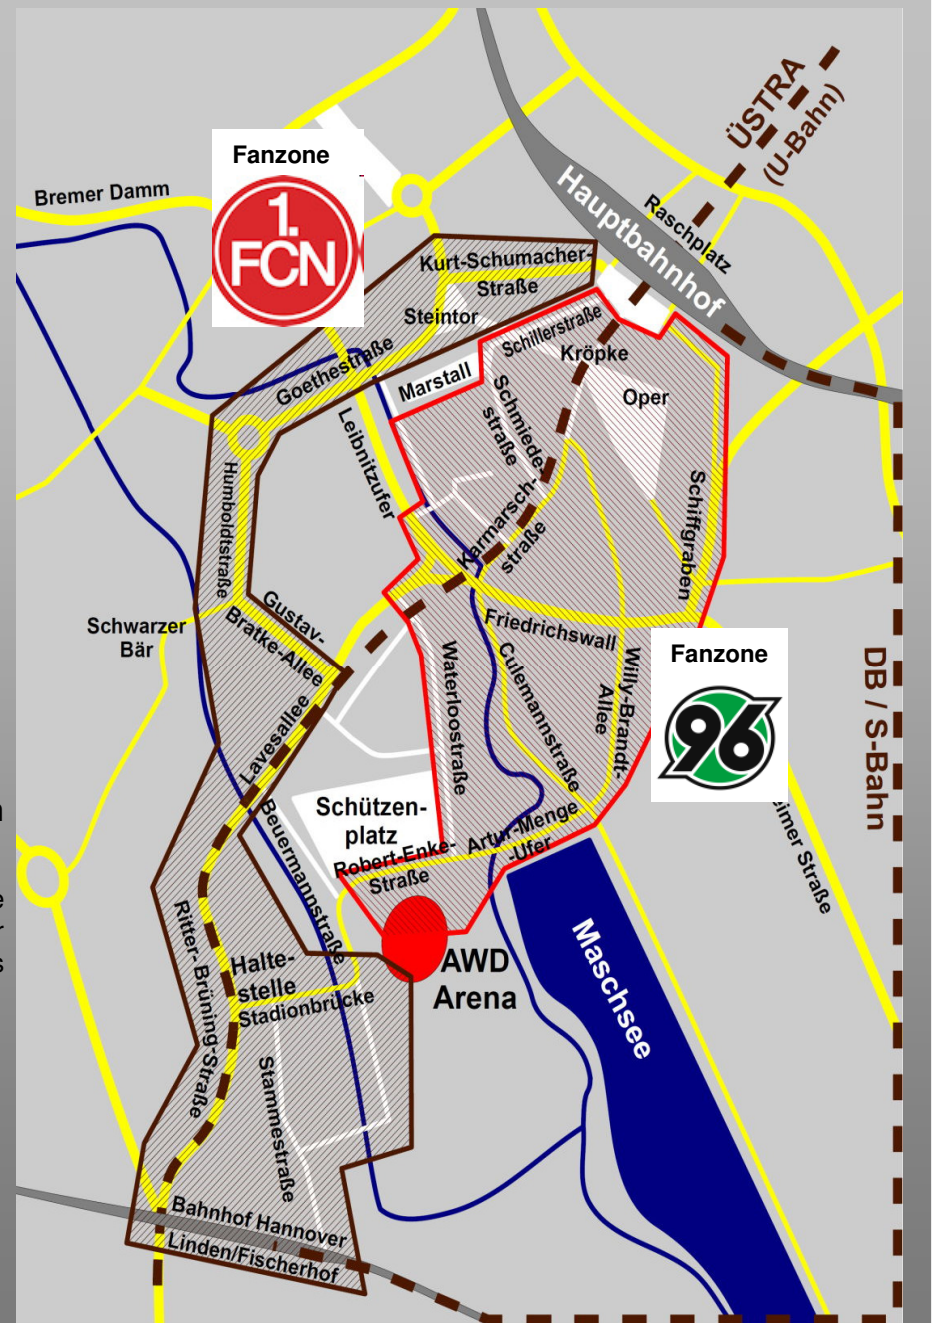 ÜSTRA
(U-Bahn)
Fanzone
1.
FCN
Bremer Damm
Hauptbahnhof
Raschplatz
Kurt-Schumacher-
Straße
Steintor
Schillerstraße
Kröpke
Goethestraße
Marstall
Oper
Schmiede-
straße
Leibnitzufer
Humboldtstraße
Karmarsch-
straße
Schiffgraben
Schwarzer
Bär
Gustav-
Bratke-Allee
Friedrichswall
Fanzone
96
Waterloostraße
Culemannstraße
Willy-Brandt-
Allee
DB / S-Bahn
Lavesallee
Schützen-
platz
Beuermannstraße
Robert-Enke-
Straße
Artur-Menge
-Ufer
eimer Straße
n
e
r
s
Ritter- Brüning-Straße
Halte-
stelle
Stadionbrücke
AWD
Arena
Maschsee
Stammestraße
Bahnhof Hannover
Linden/Fischerhof